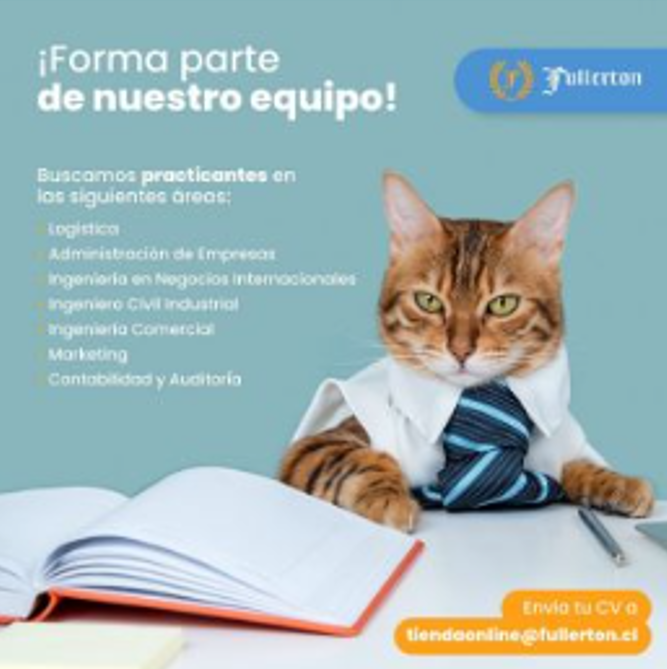 ¡Forma parte
de nuestro equipo!
Fullerton
Buscamos practicantes en
las siguientes áreas:
Logística
Administración de Empresas
Ingeniería en Negocios Internacionales
Ingeniero Civil Industrial
Ingeniería Comercial
Marketing
Contabilidad y Auditoría
Envía tu CV a
tiendaonline@fullerton.cl